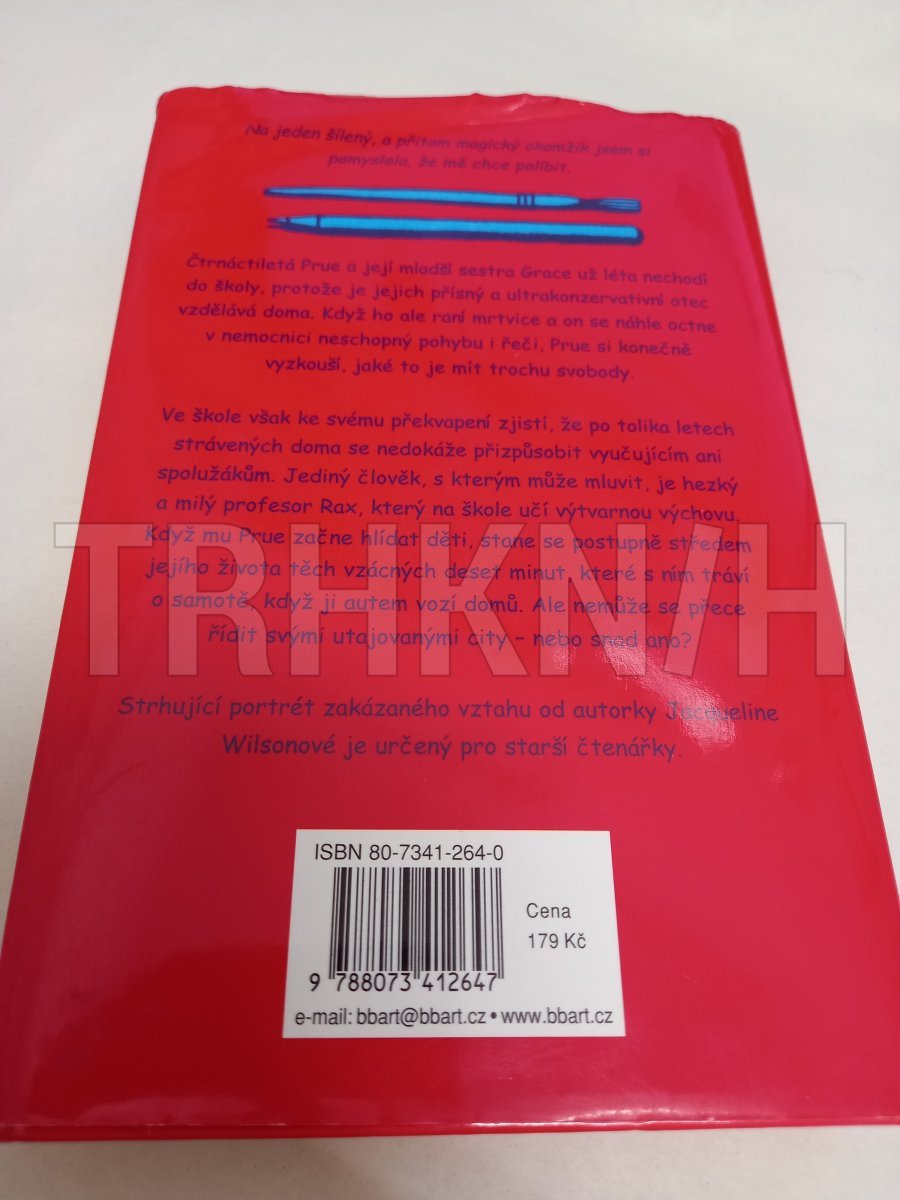 Na jeden šílený, a přitom magický okamžik jsem si
pomyslela, že mě chce políbit.
Čtrnáctiletá Prue a její mladší sestra Grace už léta nechodí
do školy, protože je jejich přísný a ultrakonzervativní otec
vzdělává doma. Když ho ale raní mrtvice a on se náhle octne
v nemocnici neschopný pohybu i řeči, Prue si konečně
vyzkouší, jaké to je mít trochu svobody.
Ve škole však ke svému překvapení zjistí, že po tolika letech
strávených doma se nedokáže přizpůsobit vyučujícím ani
spolužákům. Jediný člověk, s kterým může mluvit, je hezký
a milý profesor Rax, který na škole učí výtvarnou výchovu.
Když mu Prue začne hlídat děti, stane se postupně středem
jejího života těch vzácných deset minut, které s ním tráví
o samotě, když ji autem vozí domů. Ale nemůže se přece
řídit svými utajovanými city – nebo snad ano?
TRHKNIH
Strhující portrét zakázaného vztahu od autorky Jacqueline
Wilsonové je určený pro starší čtenářky.
ISBN 80-7341-264-0
Cena
179 Kč
9 788073 412647
e-mail: bbart@bbart.cz • www.bbart.cz